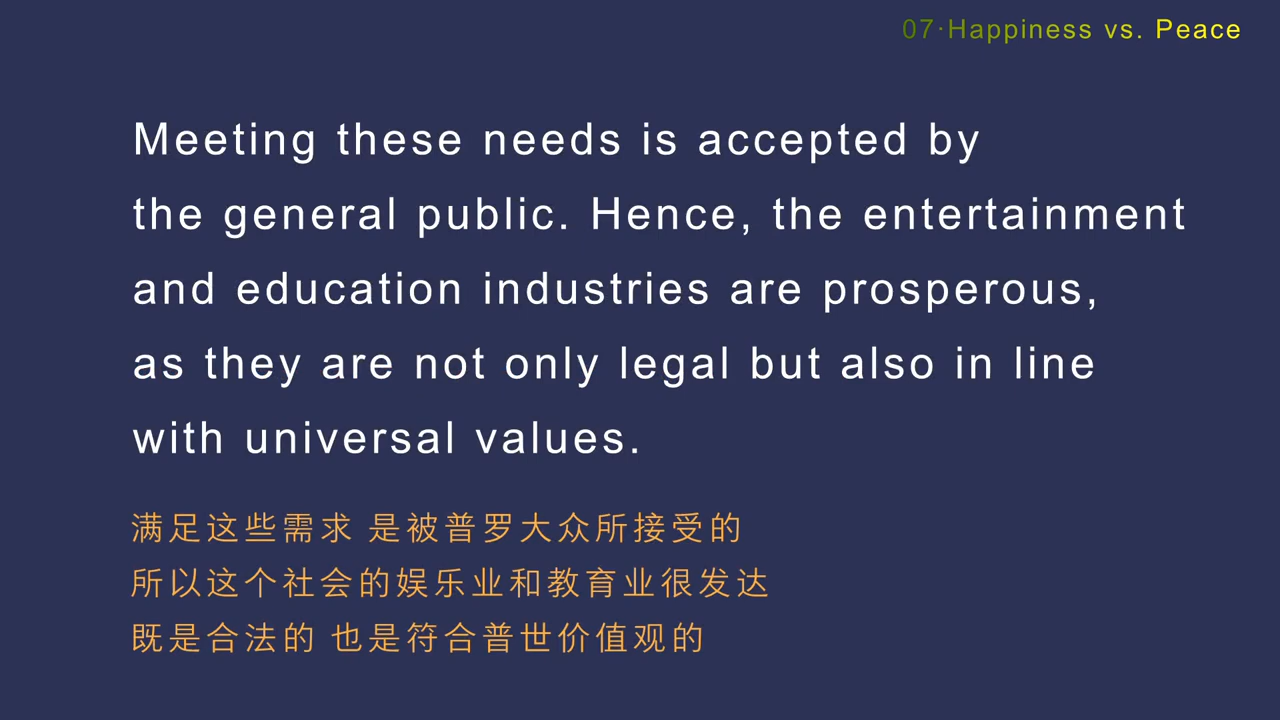 07·Happiness vs. Peace
Meeting these needs is accepted by
the general public. Hence, the entertainment
and education industries are prosperous,
as they are not only legal but also in line
with universal values.
满足这些需求 是被普罗大众所接受的
所以这个社会的娱乐业和教育业很发达
既是合法的 也是符合普世价值观的